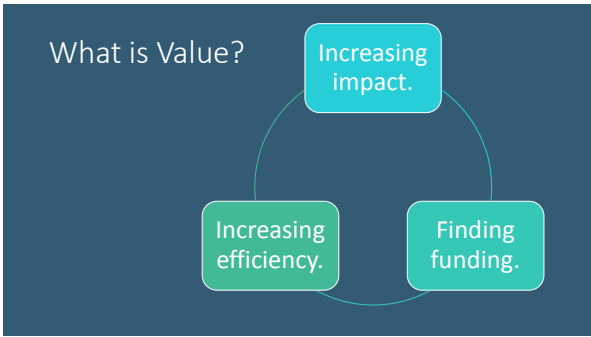 What is Value?
Increasing
impact.
Increasing
efficiency.
Finding
funding.